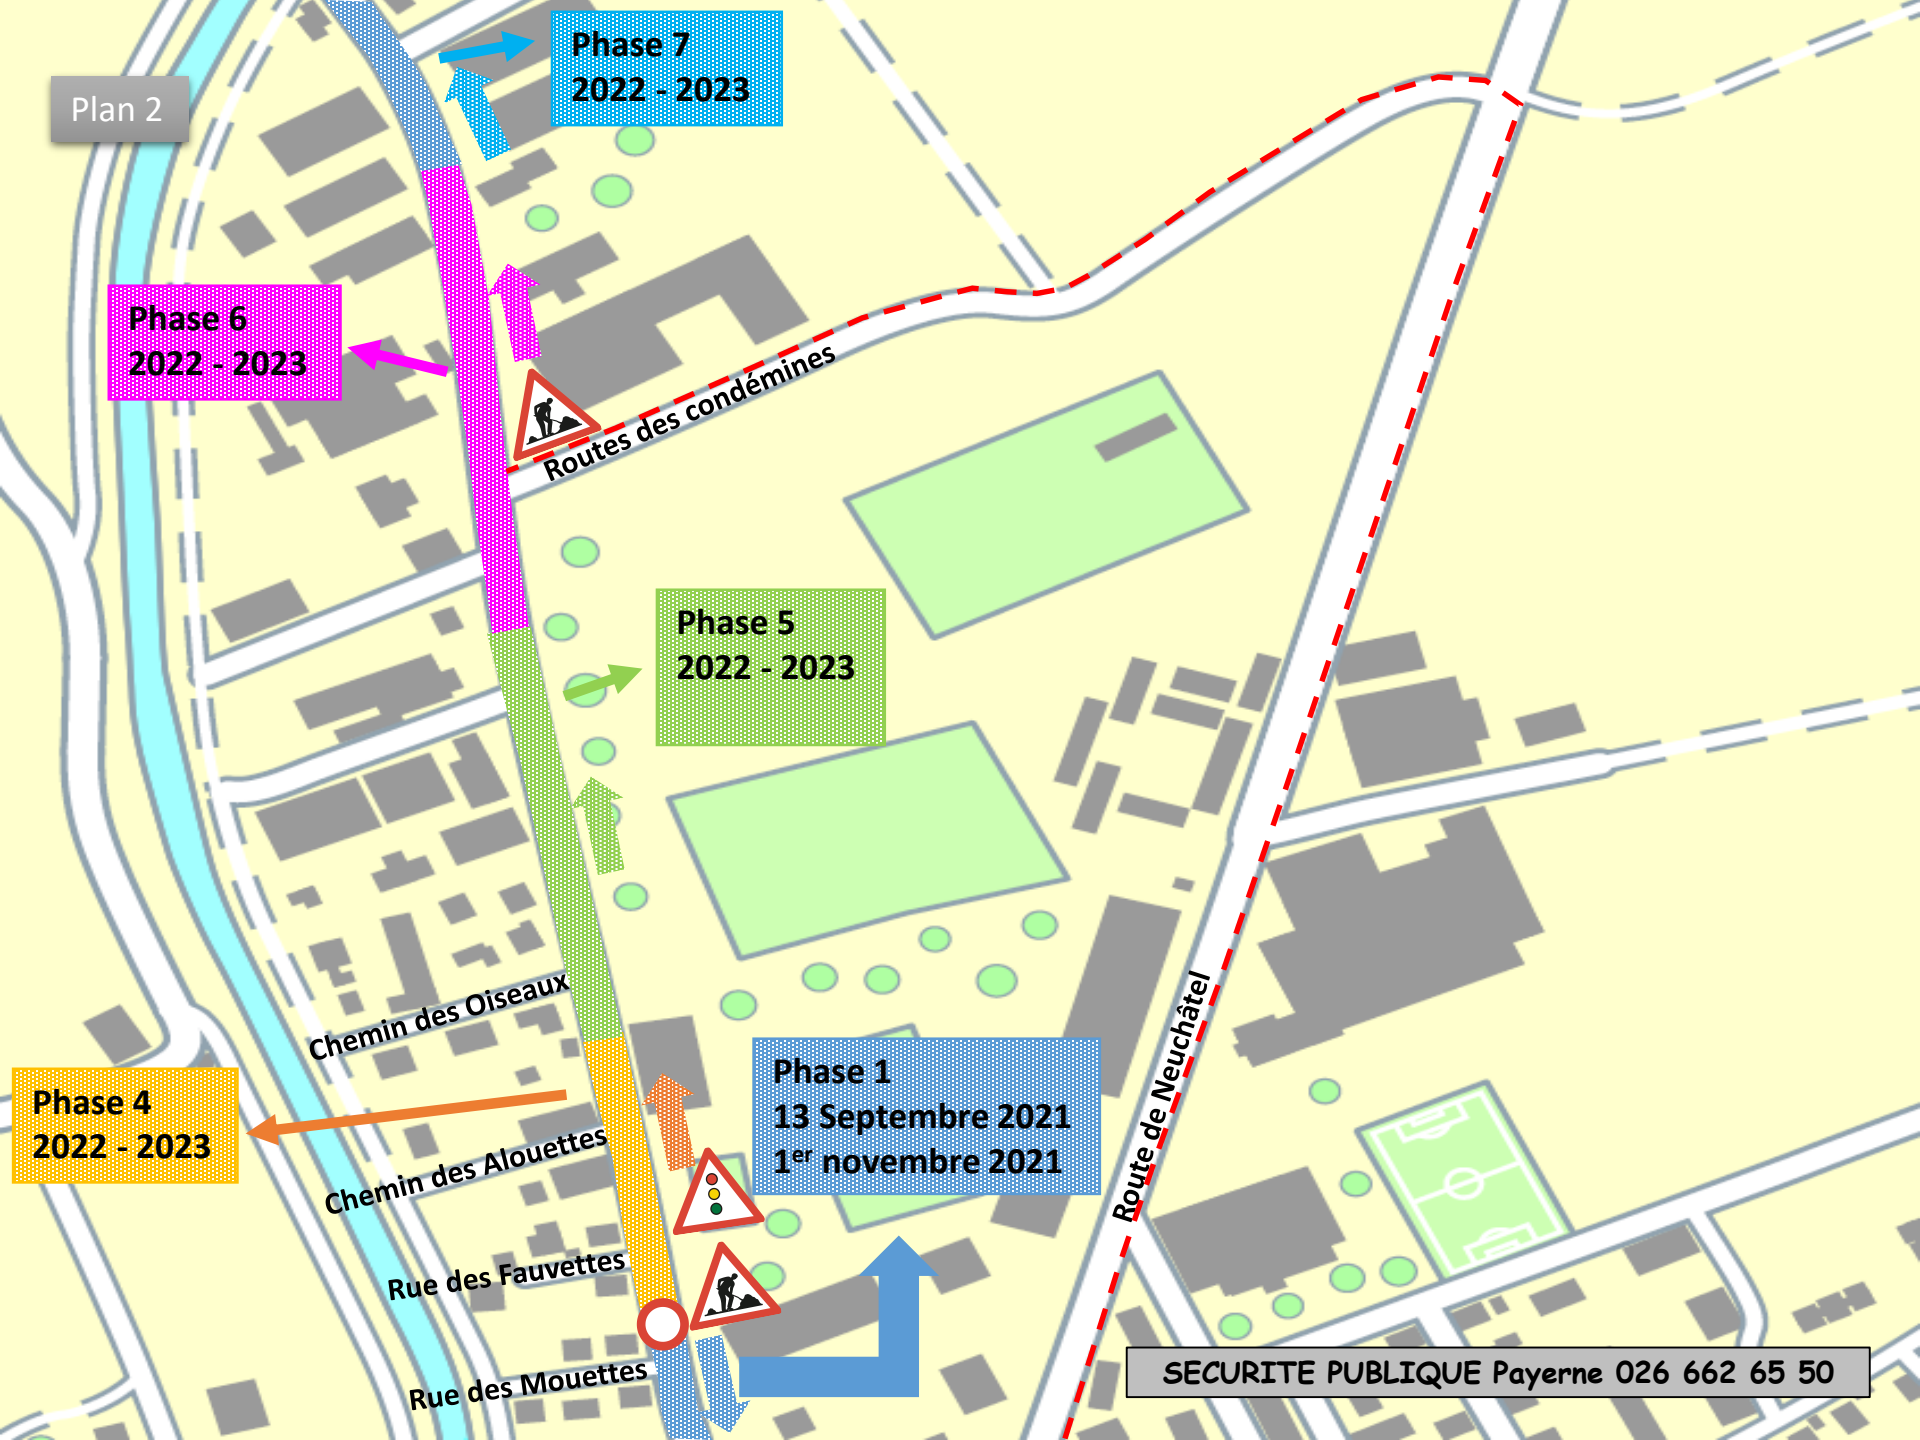 Phase 7
2022 - 2023
Plan 2
Phase 6
2022 - 2023
Routes des condémines
Phase 5
2022 - 2023
Chemin des Oiseaux
Phase 1
13 Septembre 2021
1er novembre 2021
Route de Neuchâtel
Phase 4
2022 - 2023
Chemin des Alouettes
Rue des Fauvettes
Rue des Mouettes
SECURITE PUBLIQUE Payerne 026 662 65 50